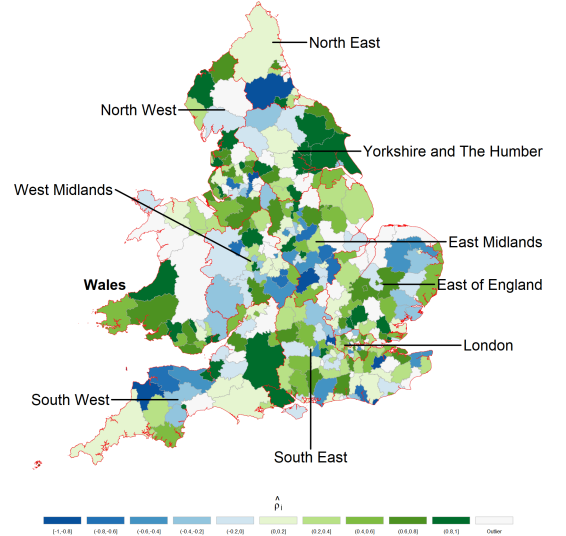 North East
North West
Yorkshire and The Humber
West Midlands
East Midlands
Wales
East of England
London
South West
South East
ρ̂i
(-1,-0.8] (-0.8,-0.6] (-0.6,-0.4] (-0.4,-0.2] (-0.2,0] (0,0.2] (0.2,0.4] (0.4,0.6] (0.6,0.8] (0.8,1] Outlier